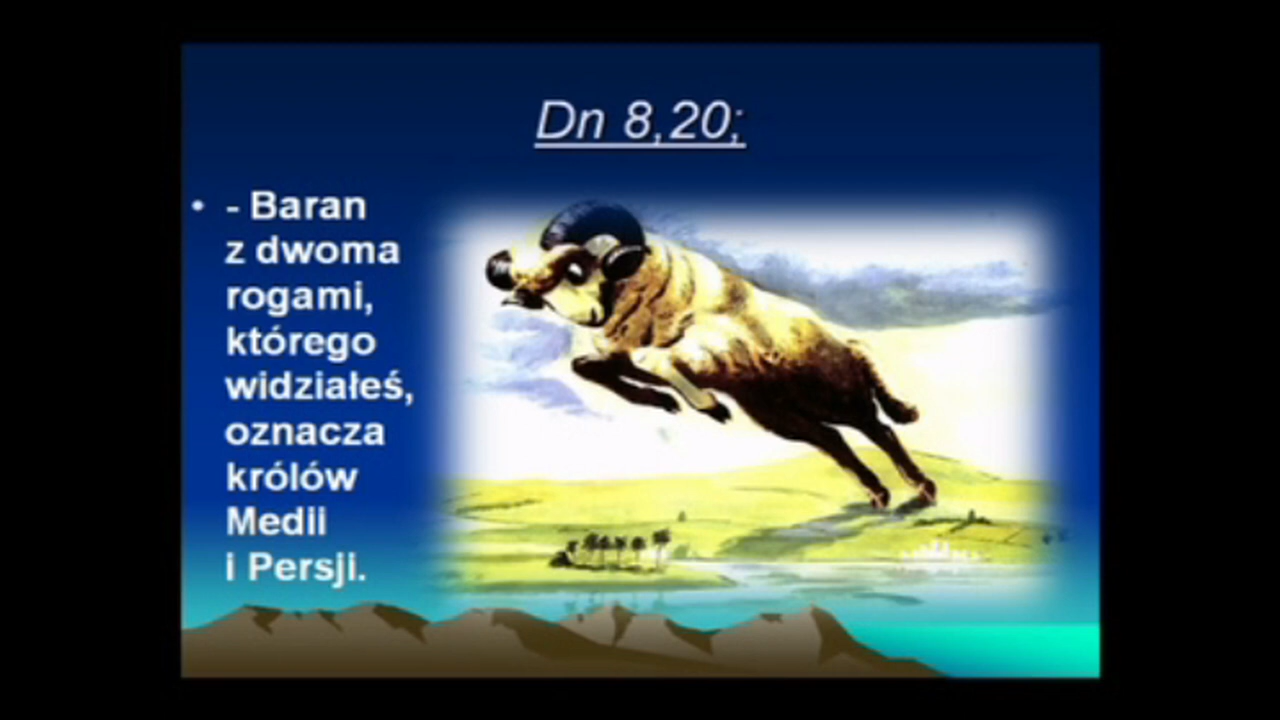 Dn 8,20;
• - Baran
z dwoma
rogami,
którego
widziałeś,
oznacza
królów
Medii
i Persji.